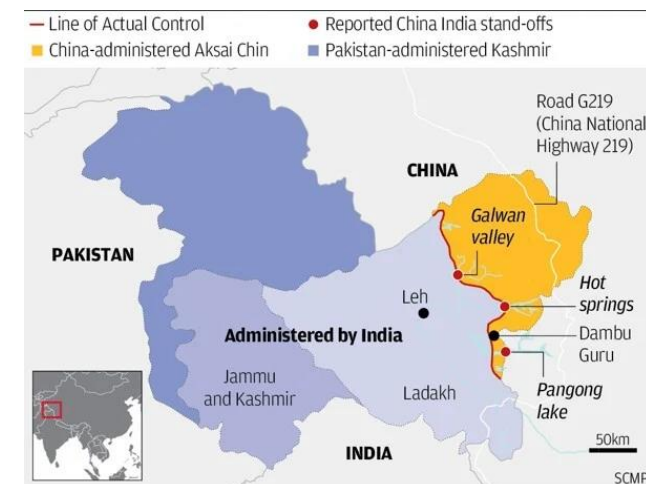 Line of Actual Control
Reported China India stand-offs
China-administered Aksai Chin
Pakistan-administered Kashmir
Road G219
(China National
Highway 219)
CHINA
Galwan
valley
PAKISTAN
Hot
springs
Leh
Administered by India
Dambu
Guru
Jammu
and Kashmir
Ladakh
Pangong
lake
50km
INDIA
SCMP